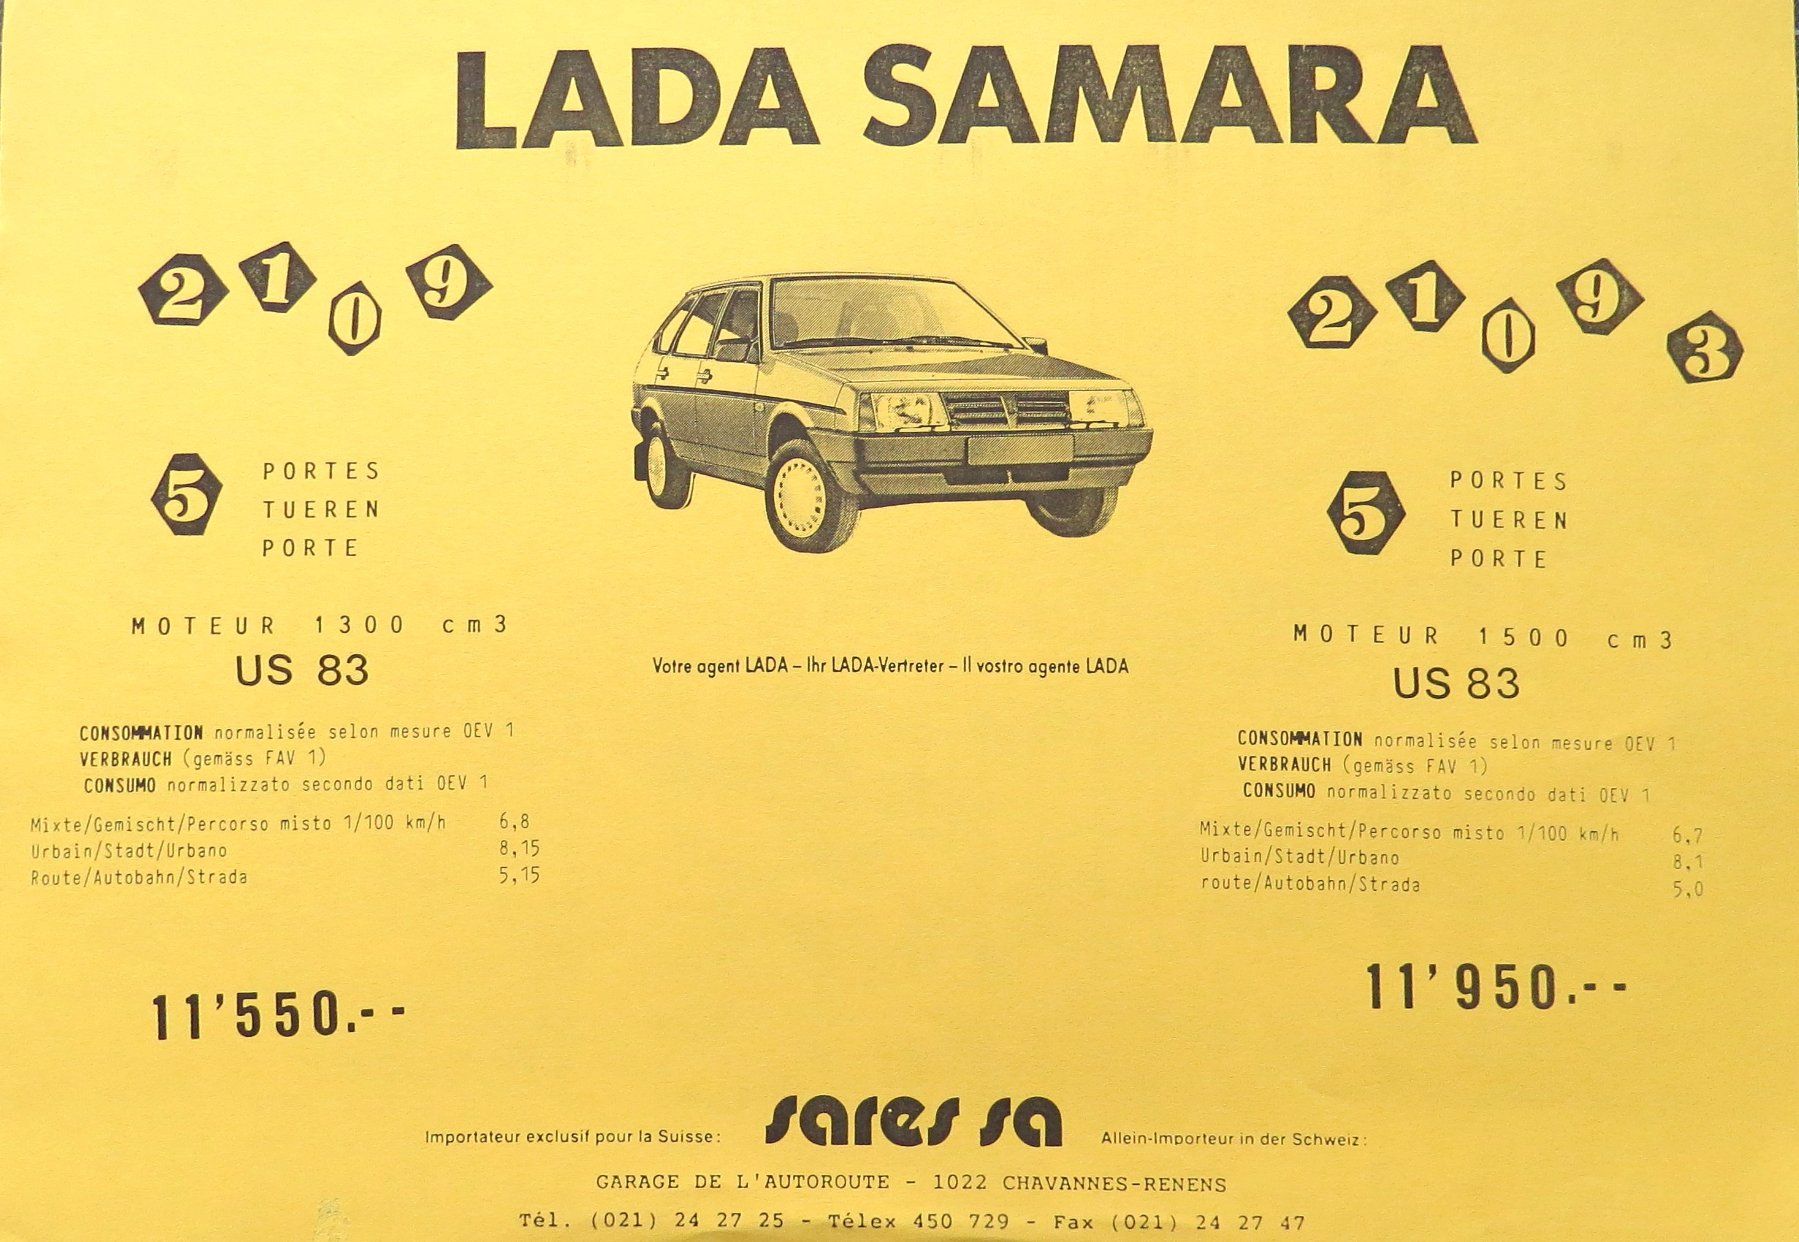 LADA SAMARA
2109
5 PORTES
TUEREN
PORTE
MOTEUR 1300 cm3
US 83
CONSOMMATION normalisée selon mesure OEV 1
VERBRAUCH (gemäss FAV 1)
CONSUMO normalizzato secondo dati OEV 1
Mixte/Gemischt/Percorso misto 1/100 km/h 6,8
Urbain/Stadt/Urbano 8,15
Route/Autobahn/Strada 5,15
11'550.--
Votre agent LADA – Ihr LADA-Vertreter – Il vostro agente LADA
21093
5 PORTES
TUEREN
PORTE
MOTEUR 1500 cm3
US 83
CONSOMMATION normalisée selon mesure OEV 1
VERBRAUCH (gemäss FAV 1)
CONSUMO normalizzato secondo dati OEV 1
Mixte/Gemischt/Percorso misto 1/100 km/h 6,7
Urbain/Stadt/Urbano 8,1
route/Autobahn/Strada 5,0
11'950.--
Importateur exclusif pour la Suisse: sares sa Allein-Importeur in der Schweiz:
GARAGE DE L'AUTOROUTE - 1022 CHAVANNES-RENENS
Tél. (021) 24 27 25 - Télex 450 729 - Fax (021) 24 27 47